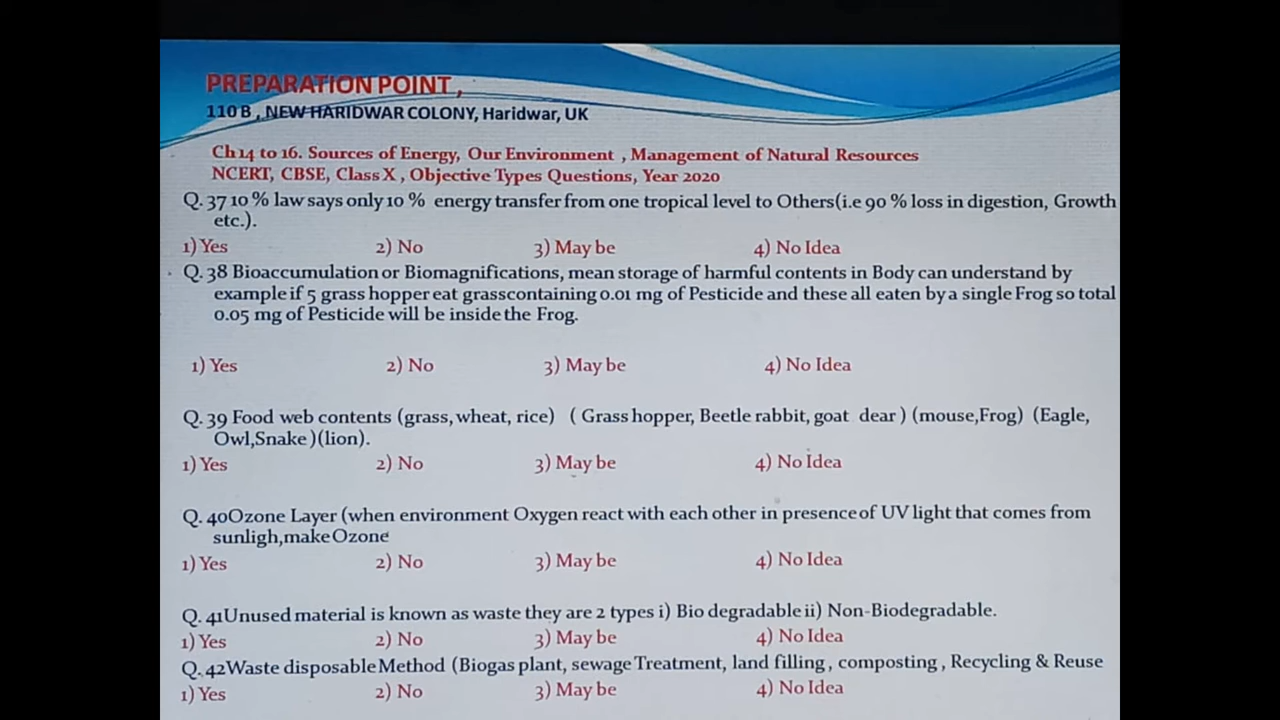 PREPARATION POINT ,
110 B , NEW HARIDWAR COLONY, Haridwar, UK
Ch 14 to 16. Sources of Energy, Our Environment , Management of Natural Resources
NCERT, CBSE, Class X , Objective Types Questions, Year 2020
Q. 37 10 % law says only 10 % energy transfer from one tropical level to Others(i.e 90 % loss in digestion, Growth
etc.).
1) Yes 2) No 3) May be 4) No Idea
Q. 38 Bioaccumulation or Biomagnifications, mean storage of harmful contents in Body can understand by
example if 5 grass hopper eat grasscontaining 0.01 mg of Pesticide and these all eaten by a single Frog so total
0.05 mg of Pesticide will be inside the Frog.
1) Yes 2) No 3) May be 4) No Idea
Q. 39 Food web contents (grass, wheat, rice) ( Grass hopper, Beetle rabbit, goat dear ) (mouse,Frog) (Eagle,
Owl,Snake )(lion).
1) Yes 2) No 3) May be 4) No Idea
Q. 40Ozone Layer (when environment Oxygen react with each other in presence of UV light that comes from
sunligh,make Ozone
1) Yes 2) No 3) May be 4) No Idea
Q. 41Unused material is known as waste they are 2 types i) Bio degradable ii) Non-Biodegradable.
1) Yes 2) No 3) May be 4) No Idea
Q. 42Waste disposable Method (Biogas plant, sewage Treatment, land filling , composting , Recycling & Reuse
1) Yes 2) No 3) May be 4) No Idea